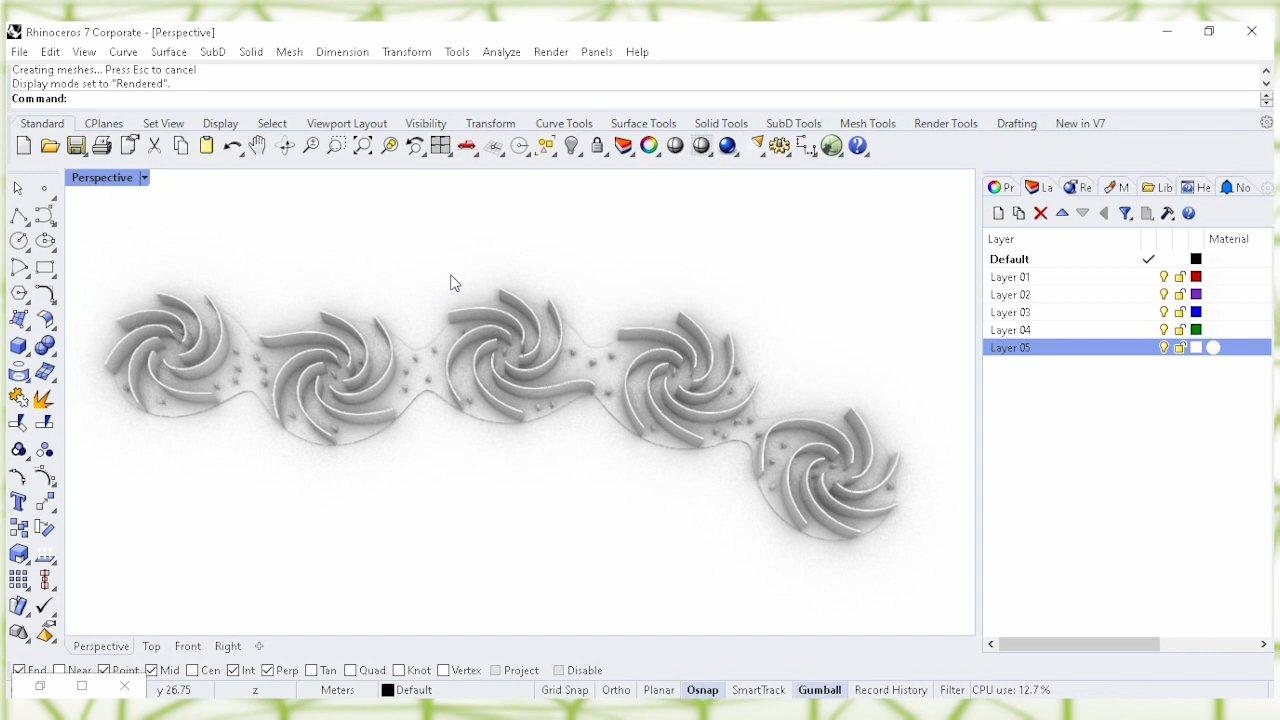 Rhinoceros 7 Corporate - [Perspective]
File Edit View Curve Surface SubD Solid Mesh Dimension Transform Tools Analyze Render Panels Help
Creating meshes... Press Esc to cancel
Display mode set to "Rendered".
Command:
Standard CPlanes Set View Display Select Viewport Layout Visibility Transform Curve Tools Surface Tools Solid Tools SubD Tools Mesh Tools Render Tools Drafting New in V7
Perspective
Pr La Re M Lib He No
Layer Material
Default
Layer 01
Layer 02
Layer 03
Layer 04
Layer 05
Perspective Top Front Right
End Near Point Mid Cen Int Perp Tan Quad Knot Vertex Project Disable
y 26.75 z Meters Default Grid Snap Ortho Planar Osnap SmartTrack Gumball Record History Filter CPU use: 12.7 %